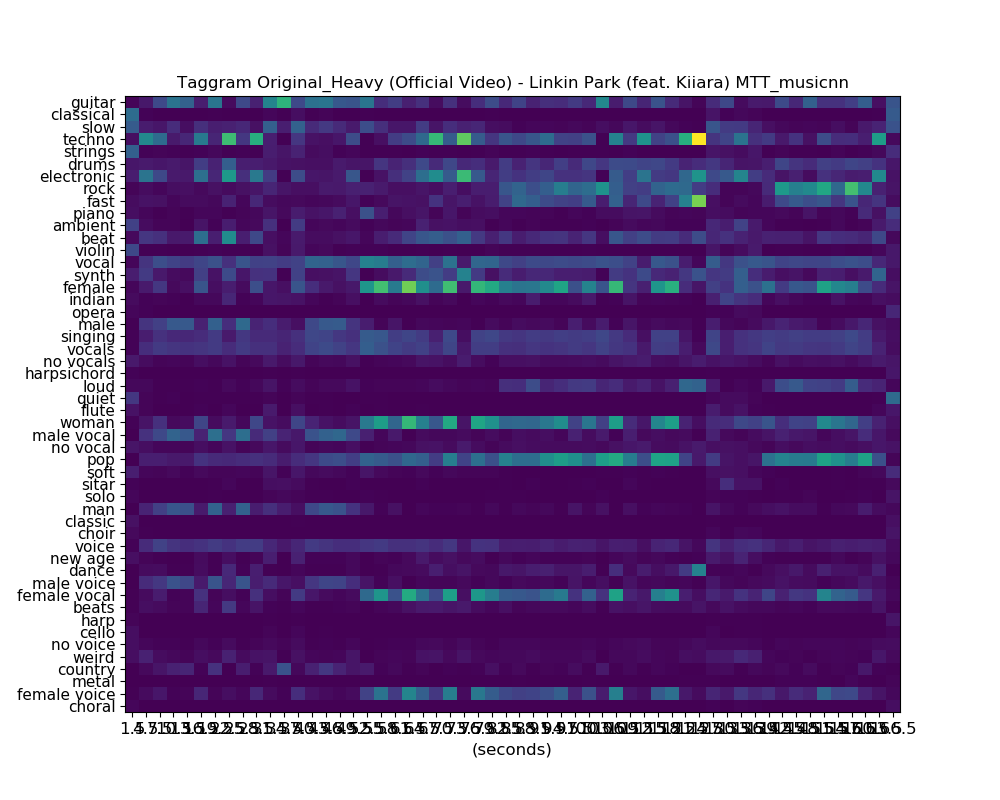 Taggram Original_Heavy (Official Video) - Linkin Park (feat. Kiiara) MTT_musicnn
guitar
classical
slow
techno
strings
drums
electronic
rock
fast
piano
ambient
beat
violin
vocal
synth
female
indian
opera
male
singing
vocals
no vocals
harpsichord
loud
quiet
flute
woman
male vocal
no vocal
pop
soft
sitar
solo
man
classic
choir
voice
new age
dance
male voice
female vocal
beats
harp
cello
no voice
weird
country
metal
female voice
choral
(seconds)